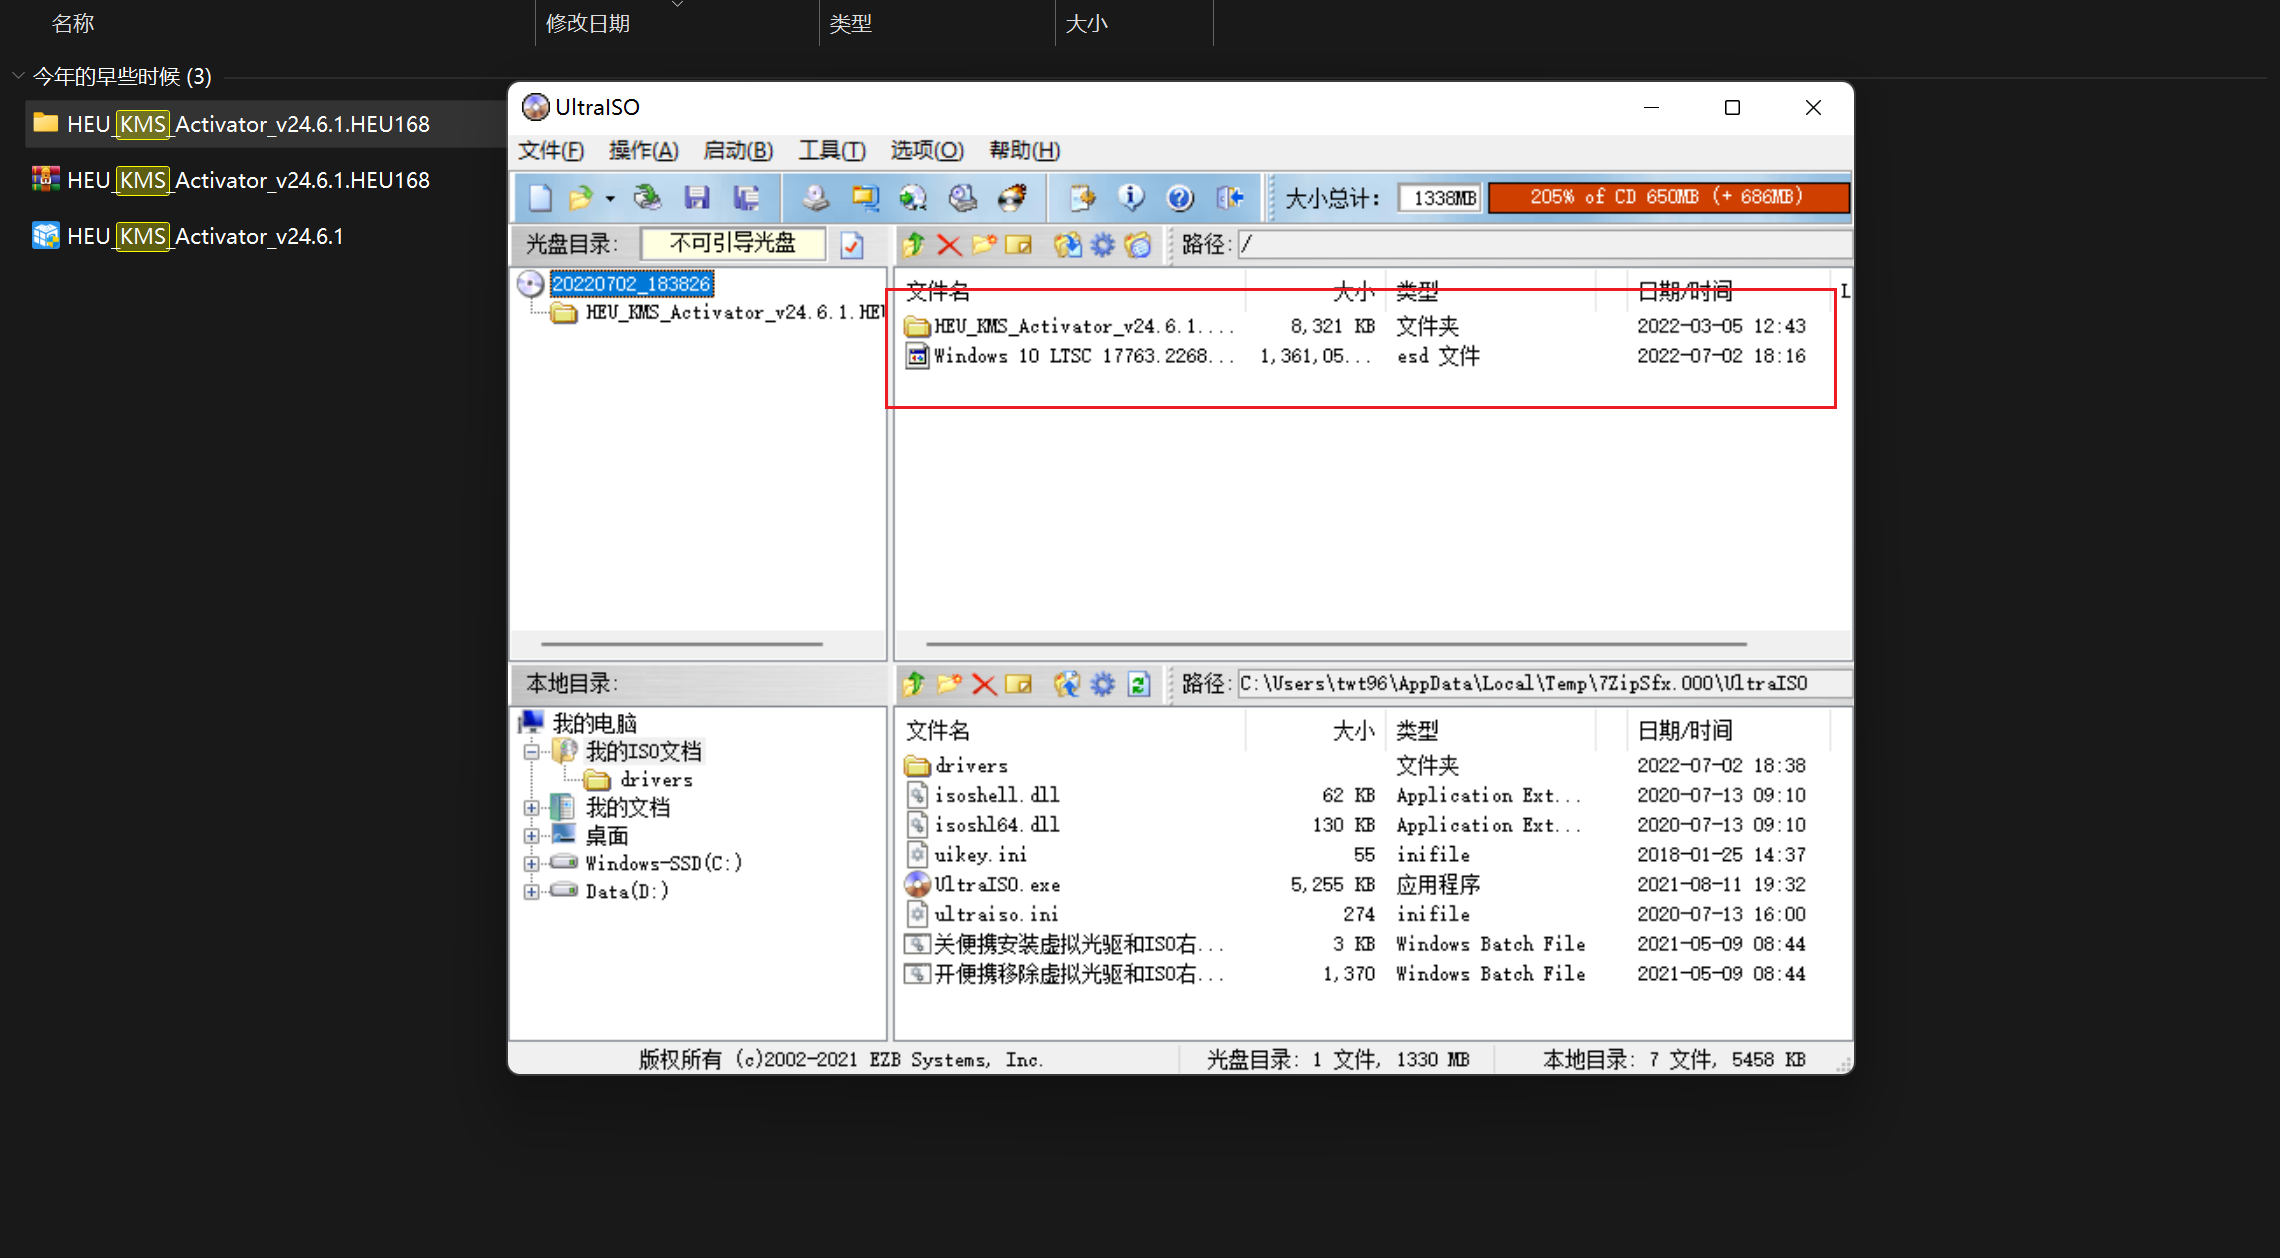 名称 修改日期 类型 大小
今年的早些时候 (3)
HEU_KMS_Activator_v24.6.1.HEU168
HEU_KMS_Activator_v24.6.1.HEU168
HEU_KMS_Activator_v24.6.1
UltraISO
文件(F) 操作(A) 启动(B) 工具(T) 选项(O) 帮助(H)
大小总计: 1338MB 205% of CD 650MB (+ 686MB)
光盘目录: 不可引导光盘 路径: /
20220702_183826
HEU_KMS_Activator_v24.6.1.HEU
文件名 大小 类型 日期/时间 L
HEU_KMS_Activator_v24.6.1.... 8,321 KB 文件夹 2022-03-05 12:43
Windows 10 LTSC 17763.2268... 1,361,05... esd 文件 2022-07-02 18:16
本地目录: 路径: C:\Users\twt96\AppData\Local\Temp\7ZipSfx.000\UltraISO
我的电脑
我的ISO文档
drivers
我的文档
桌面
Windows-SSD(C:)
Data(D:)
文件名 大小 类型 日期/时间
drivers 文件夹 2022-07-02 18:38
isoshell.dll 62 KB Application Ext... 2020-07-13 09:10
isoshl64.dll 130 KB Application Ext... 2020-07-13 09:10
uikey.ini 55 inifile 2018-01-25 14:37
UltraISO.exe 5,255 KB 应用程序 2021-08-11 19:32
ultraiso.ini 274 inifile 2020-07-13 16:00
关便携安装虚拟光驱和ISO右... 3 KB Windows Batch File 2021-05-09 08:44
开便携移除虚拟光驱和ISO右... 1,370 Windows Batch File 2021-05-09 08:44
版权所有 (c)2002-2021 EZB Systems, Inc. 光盘目录: 1 文件, 1330 MB 本地目录: 7 文件, 5458 KB